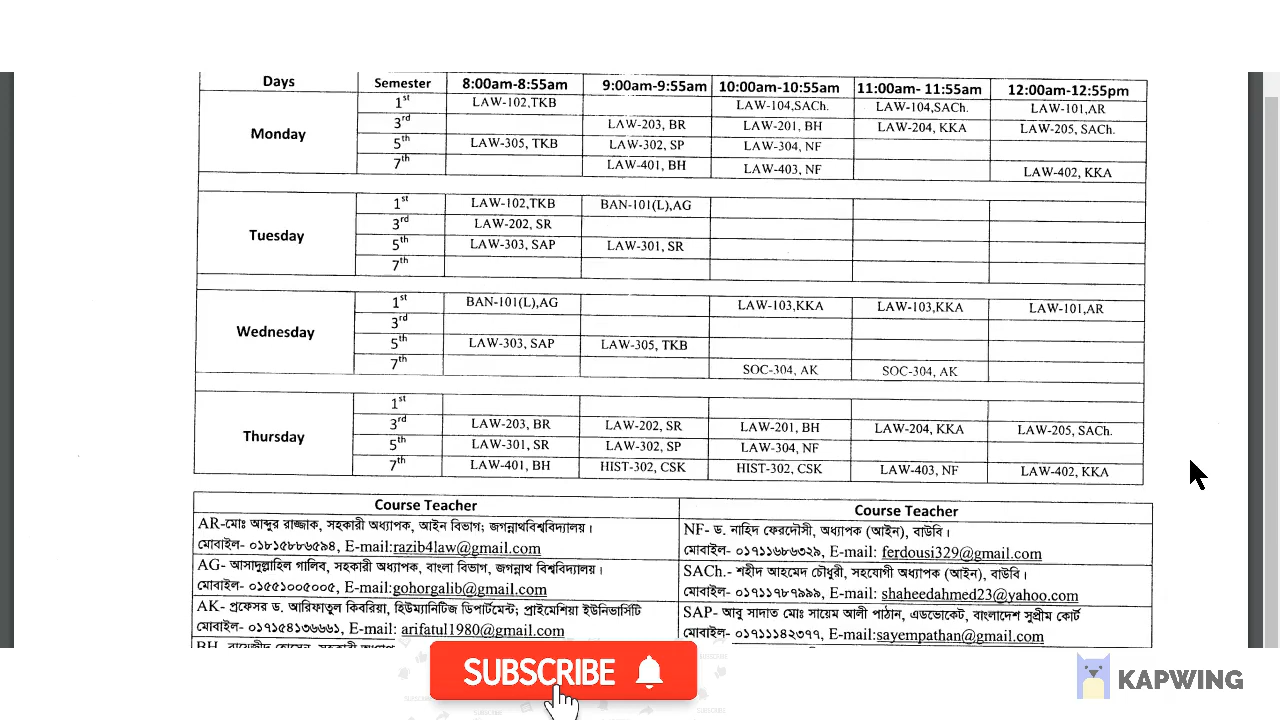 Days Semester 8:00am-8:55am 9:00am-9:55am 10:00am-10:55am 11:00am- 11:55am 12:00am-12:55pm
Monday
1st LAW-102,TKB LAW-104,SACh. LAW-104,SACh. LAW-101,AR
3rd LAW-203, BR LAW-201, BH LAW-204, KKA LAW-205, SACh.
5th LAW-305, TKB LAW-302, SP LAW-304, NF
7th LAW-401, BH LAW-403, NF LAW-402, KKA
Tuesday
1st LAW-102,TKB BAN-101(L),AG
3rd LAW-202, SR
5th LAW-303, SAP LAW-301, SR
7th
Wednesday
1st BAN-101(L),AG LAW-103,KKA LAW-103,KKA LAW-101,AR
3rd
5th LAW-303, SAP LAW-305, TKB
7th SOC-304, AK SOC-304, AK
Thursday
1st
3rd LAW-203, BR LAW-202, SR LAW-201, BH LAW-204, KKA LAW-205, SACh.
5th LAW-301, SR LAW-302, SP LAW-304, NF
7th LAW-401, BH HIST-302, CSK HIST-302, CSK LAW-403, NF LAW-402, KKA
Course Teacher
AR-মোঃ আব্দুর রাজ্জাক, সহকারী অধ্যাপক, আইন বিভাগ; জগন্নাথবিশ্ববিদ্যালয়।
মোবাইল- ০১৮১৫৮৮৬৫৯৪, E-mail:razib4law@gmail.com
AG- আসাদুল্লাহিল গালিব, সহকারী অধ্যাপক, বাংলা বিভাগ, জগন্নাথ বিশ্ববিদ্যালয়।
মোবাইল- ০১৫৫১০০৫০০৫, E-mail:gohorgalib@gmail.com
AK- প্রফেসর ড. আরিফাতুল কিবরিয়া, হিউম্যানিটিজ ডিপার্টমেন্ট; প্রাইমেশিয়া ইউনিভার্সিটি
মোবাইল- ০১৭১৫৪১৩৬৬৬১, E-mail: arifatul1980@gmail.com
Course Teacher
NF- ড. নাহিদ ফেরদৌসী, অধ্যাপক (আইন), বাউবি।
মোবাইল- ০১৭১১৬৮৬৩২৯, E-mail: ferdousi329@gmail.com
SACh.- শহীদ আহমেদ চৌধুরী, সহযোগী অধ্যাপক (আইন), বাউবি।
মোবাইল- ০১৭১১৭৮৭৯৯৯, E-mail: shaheedahmed23@yahoo.com
SAP- আবু সাদাত মোঃ সায়েম আলী পাঠান, এডভোকেট, বাংলাদেশ সুপ্রীম কোর্ট
মোবাইল- ০১৭১১১৪২৩৭৭, E-mail:sayempathan@gmail.com
SUBSCRIBE
KAPWING